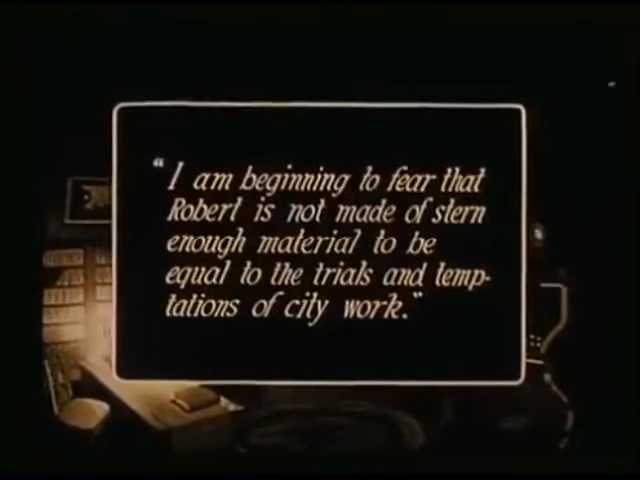 “I am beginning to fear that
Robert is not made of stern
enough material to be
equal to the trials and temp-
tations of city work.”